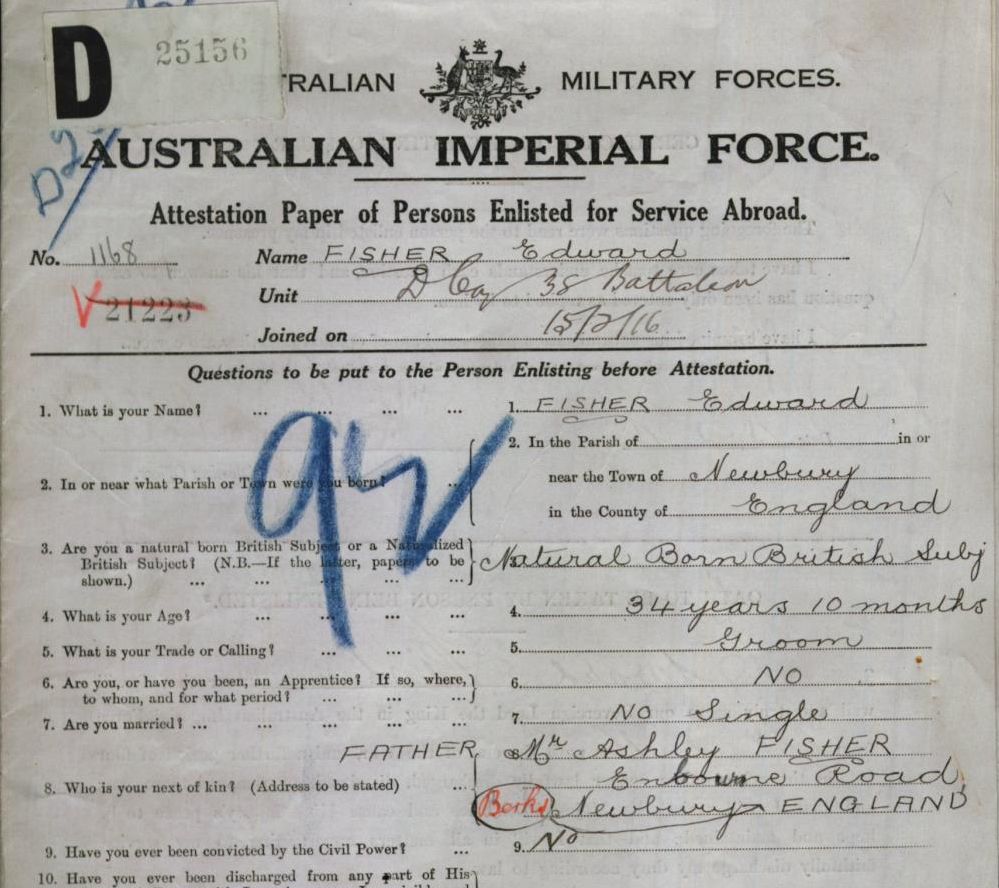 D 25156
TRALIAN MILITARY FORCES.
AUSTRALIAN IMPERIAL FORCE.
Attestation Paper of Persons Enlisted for Service Abroad.
No. 1168 Name FISHER Edward
21223 Unit D Coy 38 Battalion
Joined on 15/2/16
Questions to be put to the Person Enlisting before Attestation.
1. What is your Name? ... ... ... ... 1. FISHER Edward
2. In the Parish of in or
2. In or near what Parish or Town were you born? ... near the Town of Newbury
in the County of England
3. Are you a natural born British Subject or a Naturalized
British Subject? (N.B.—If the latter, papers to be 3. Natural Born British Subj
shown.) ... ... ... ... ...
4. What is your Age? ... ... ... ... 4. 34 years 10 months
5. What is your Trade or Calling? ... ... ... 5. Groom
6. Are you, or have you been, an Apprentice? If so, where,
to whom, and for what period? ... ... ... 6. NO
7. Are you married? ... ... ... ... ... 7. NO Single
FATHER 8. Mr Ashley FISHER
8. Who is your next of kin? (Address to be stated) ... Enbourne Road
Berks Newbury ENGLAND
9. Have you ever been convicted by the Civil Power? ... 9. No
10. Have you ever been discharged from any part of His